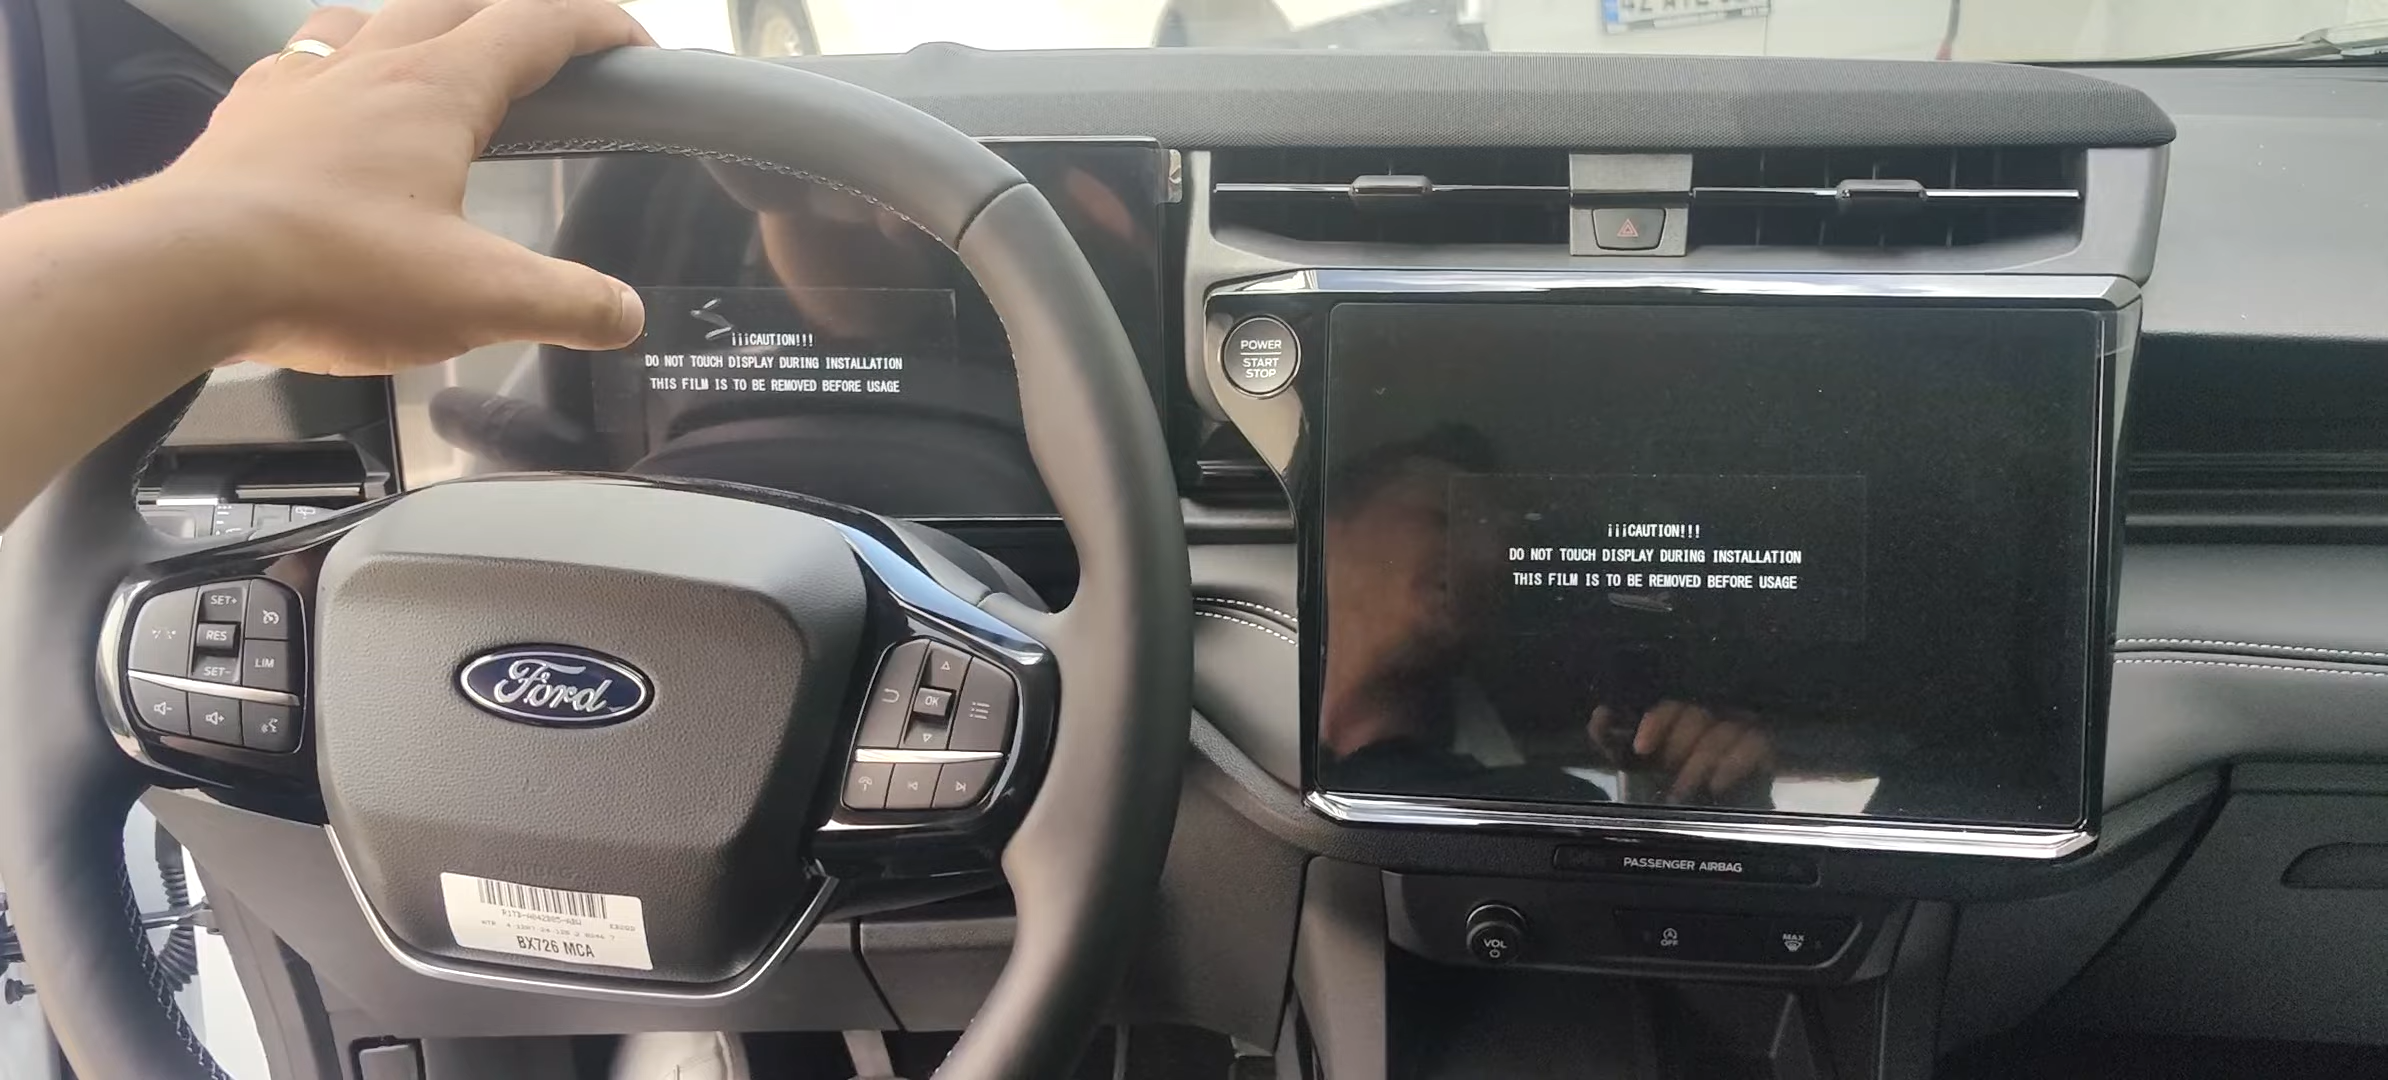 ¡¡¡CAUTION!!!
DO NOT TOUCH DISPLAY DURING INSTALLATION
THIS FILM IS TO BE REMOVED BEFORE USAGE
POWER
START
STOP
¡¡¡CAUTION!!!
DO NOT TOUCH DISPLAY DURING INSTALLATION
THIS FILM IS TO BE REMOVED BEFORE USAGE
SET+
RES
LIM
SET-
Ford
OK
PASSENGER AIRBAG
BX726 MCA
VOL
OFF
MAX